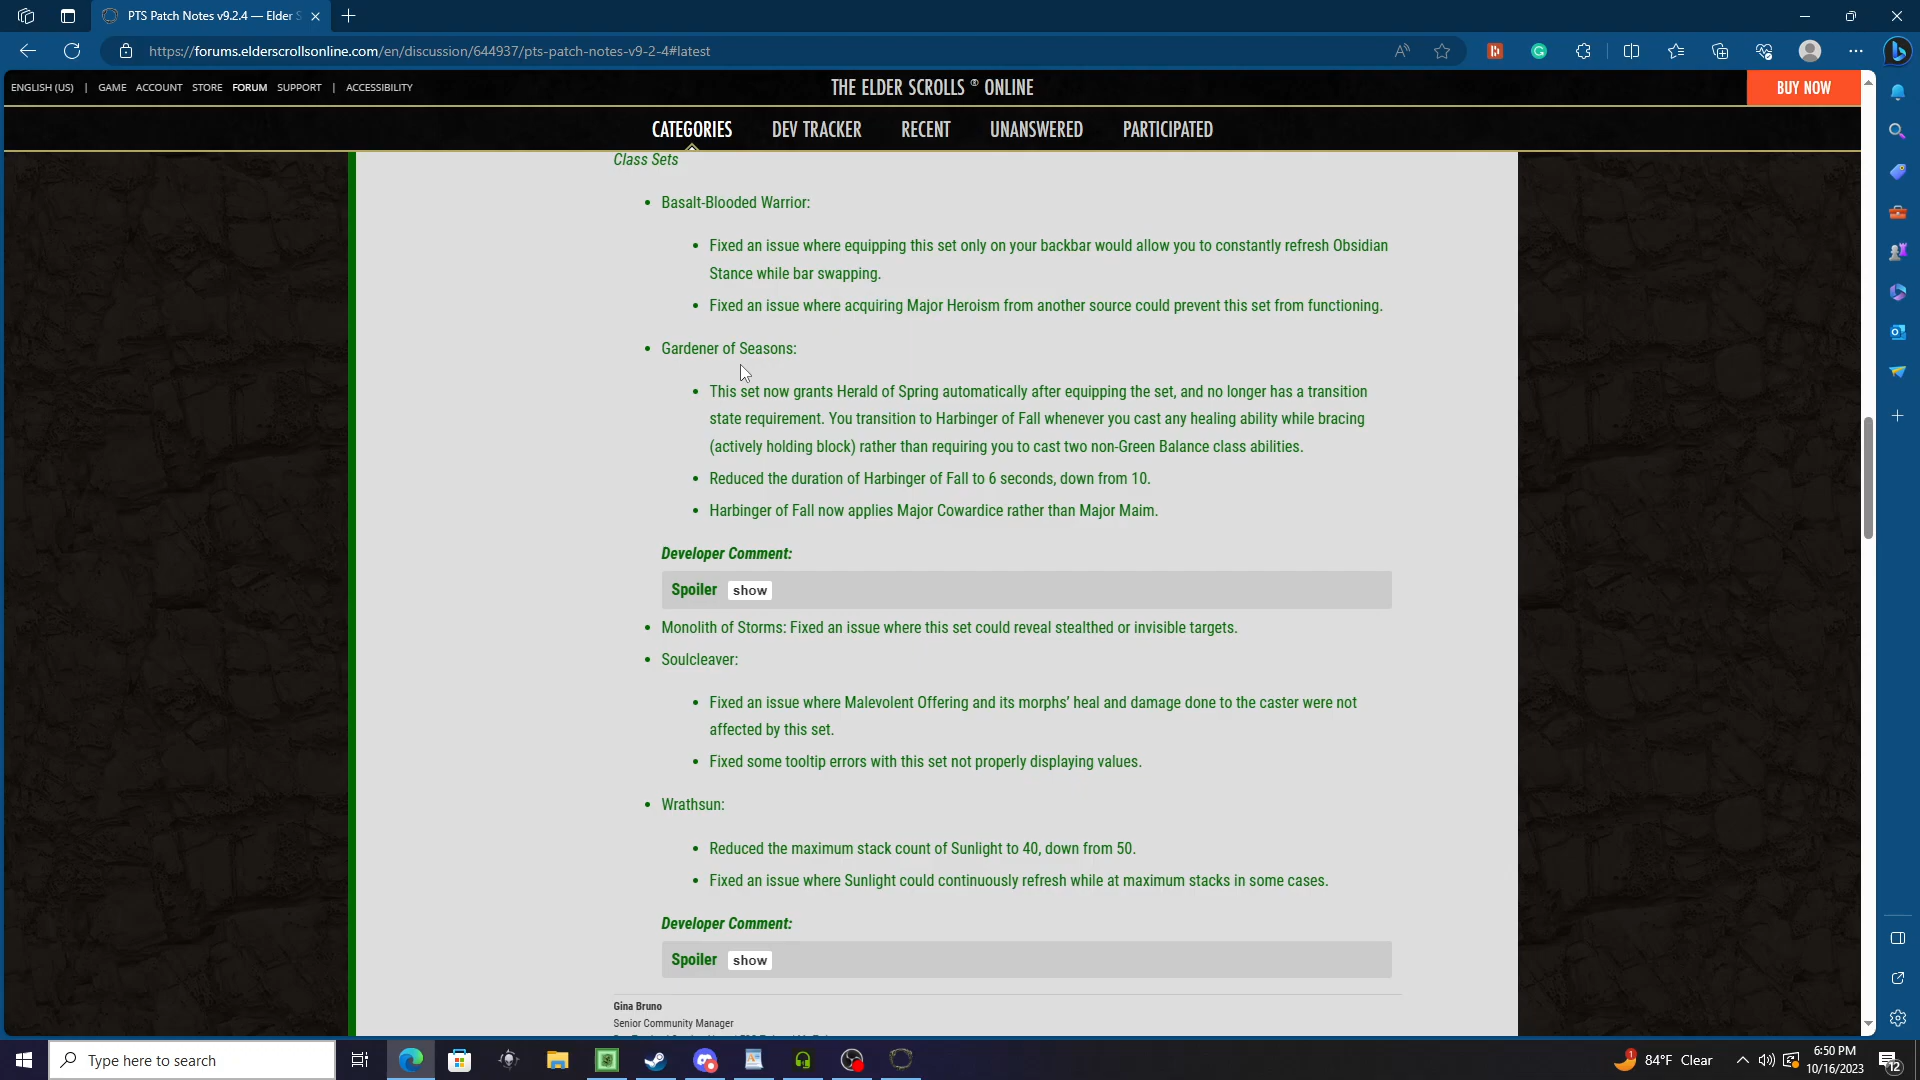 PTS Patch Notes v9.2.4 — Elder S
https://forums.elderscrollsonline.com/en/discussion/644937/pts-patch-notes-v9-2-4#latest
ENGLISH (US) | GAME ACCOUNT STORE FORUM SUPPORT | ACCESSIBILITY
THE ELDER SCROLLS ® ONLINE
BUY NOW
CATEGORIES DEV TRACKER RECENT UNANSWERED PARTICIPATED
Class Sets
• Basalt-Blooded Warrior:
• Fixed an issue where equipping this set only on your backbar would allow you to constantly refresh Obsidian
Stance while bar swapping.
• Fixed an issue where acquiring Major Heroism from another source could prevent this set from functioning.
• Gardener of Seasons:
• This set now grants Herald of Spring automatically after equipping the set, and no longer has a transition
state requirement. You transition to Harbinger of Fall whenever you cast any healing ability while bracing
(actively holding block) rather than requiring you to cast two non-Green Balance class abilities.
• Reduced the duration of Harbinger of Fall to 6 seconds, down from 10.
• Harbinger of Fall now applies Major Cowardice rather than Major Maim.
Developer Comment:
Spoiler show
• Monolith of Storms: Fixed an issue where this set could reveal stealthed or invisible targets.
• Soulcleaver:
• Fixed an issue where Malevolent Offering and its morphs' heal and damage done to the caster were not
affected by this set.
• Fixed some tooltip errors with this set not properly displaying values.
• Wrathsun:
• Reduced the maximum stack count of Sunlight to 40, down from 50.
• Fixed an issue where Sunlight could continuously refresh while at maximum stacks in some cases.
Developer Comment:
Spoiler show
Gina Bruno
Senior Community Manager
Type here to search
1
84°F Clear
6:50 PM
10/16/2023
12